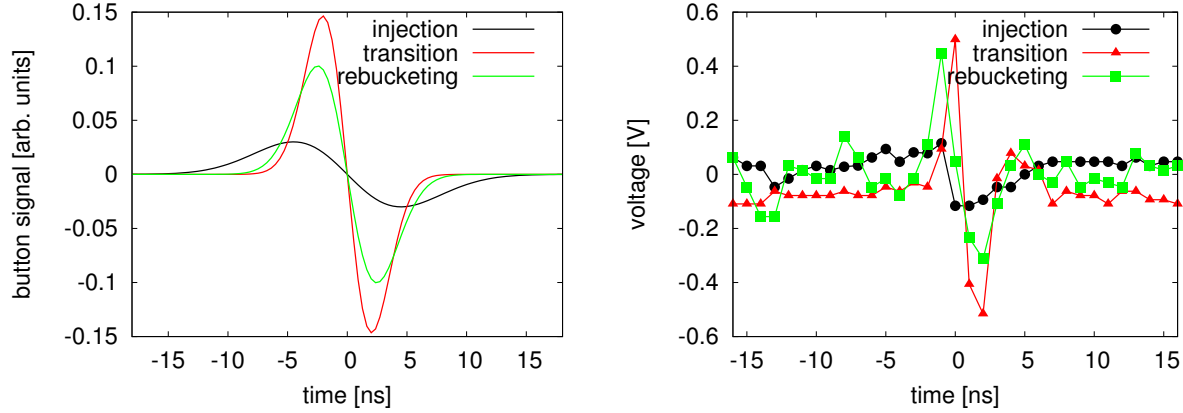 button signal [arb. units]
0.15
0.1
0.05
0
-0.05
-0.1
-0.15
injection
transition
rebucketing
-15 -10 -5 0 5 10 15
time [ns]
voltage [V]
0.6
0.4
0.2
0
-0.2
-0.4
-0.6
injection
transition
rebucketing
-15 -10 -5 0 5 10 15
time [ns]